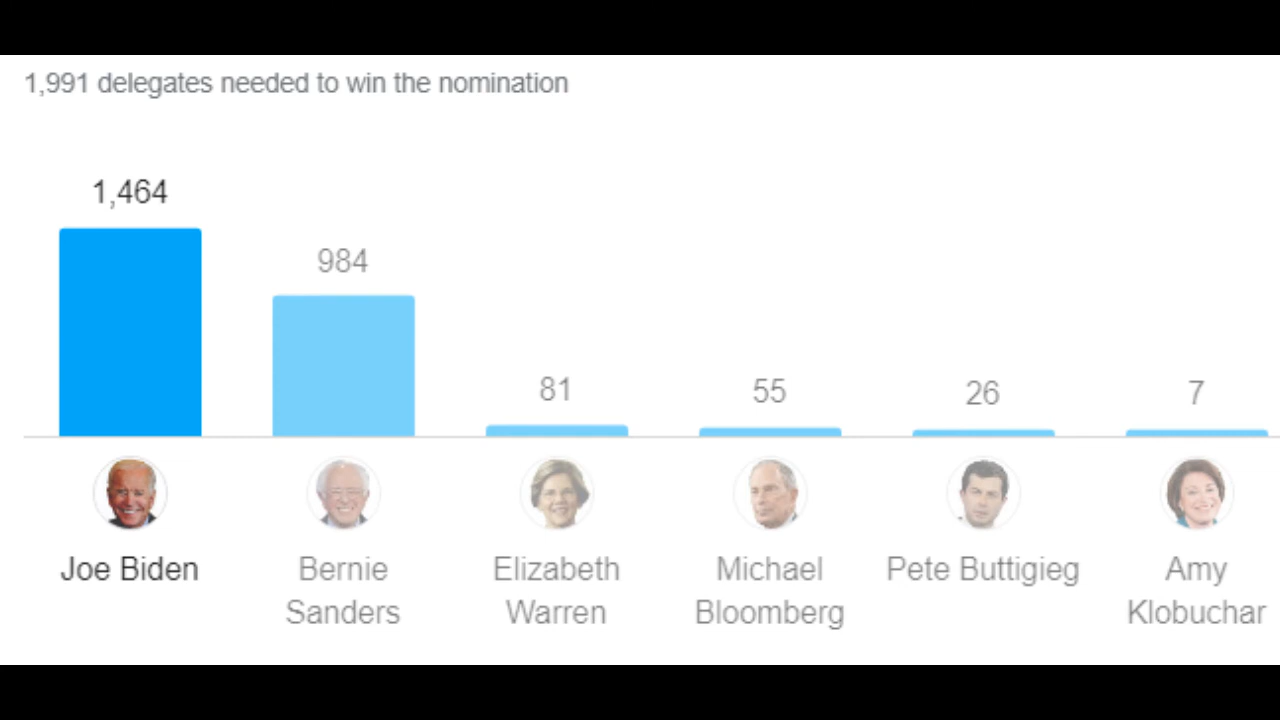 1,991 delegates needed to win the nomination
1,464
984
81
55
26
7
Joe Biden
Bernie
Sanders
Elizabeth
Warren
Michael
Bloomberg
Pete Buttigieg
Amy
Klobuchar